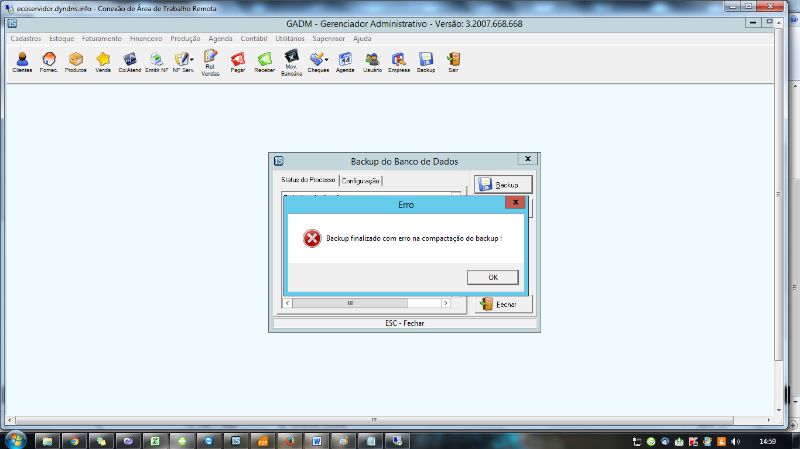 ecoservidor.dyndns.info - Conexão de Área de Trabalho Remota
GADM - Gerenciador Administrativo - Versão: 3.2007.668.668
Cadastros Estoque Faturamento Financeiro Produção Agenda Contábil Utilitários Supervisor Ajuda
Clientes Fornec. Produtos Venda Cx/Atend Emitir NF NF Serv. Rel. Vendas Pagar Receber Mov. Bancária Cheques Agenda Usuário Empresa Backup Sair
Backup do Banco de Dados
Status do Processo Configuração
Backup
Erro
Backup finalizado com erro na compactação do backup !
OK
Fechar
ESC - Fechar
14:59